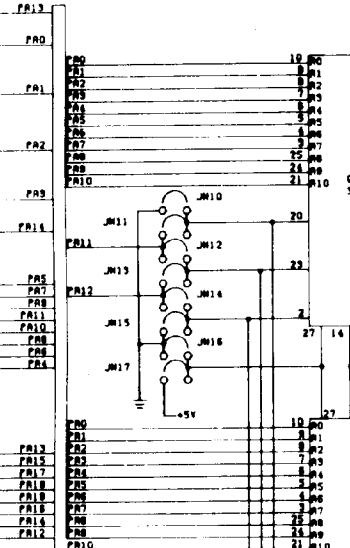 PA13
PA0
PA0 10 A0
PA1 9 A1
PA2 8 A2
PA1 PA3 7 A3
PA4 6 A4
PA5 5 A5
PA6 4 A6
PA7 3 A7
PA2 PA8 25 A8
PA9 24 A9
PA10 21 A10
PA3 JW10
JW11 20
PA14
PA11 JW12
JW13 23
PA5
PA7 PA12 JW14
PA9
PA11 JW15 2
PA10
PA8 27 14
PA6 JW16
PA4
JW17
+5V
27
PA0 10 A0
PA1 9 A1
PA13 PA2 8 A2
PA15 PA3 7 A3
PA17 PA4 6 A4
PA18 PA5 5 A5
PA6 4 A6
PA16 PA7 3 A7
PA14 PA8 25 A8
PA12 24 A9
PA10 21 A10